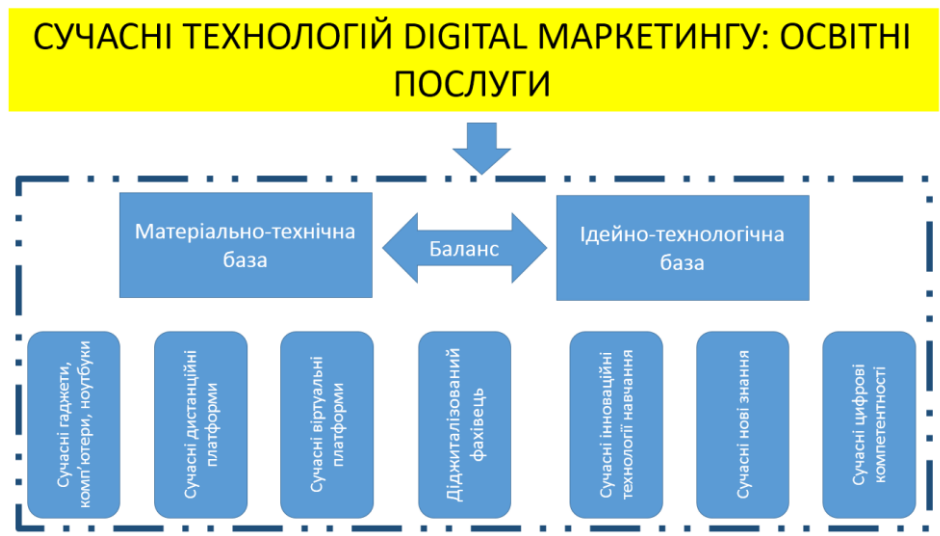 СУЧАСНІ ТЕХНОЛОГІЙ DIGITAL МАРКЕТИНГУ: ОСВІТНІ
ПОСЛУГИ
Матеріально-технічна
база
Баланс
Ідейно-технологічна
база
Сучасні гаджети,
комп'ютери, ноутбуки
Сучасні дистанційні
платформи
Сучасні віртуальні
платформи
Діджиталізований
фахівець
Сучасні інноваційні
технології навчання
Сучасні нові знання
Сучасні цифрові
компетентності